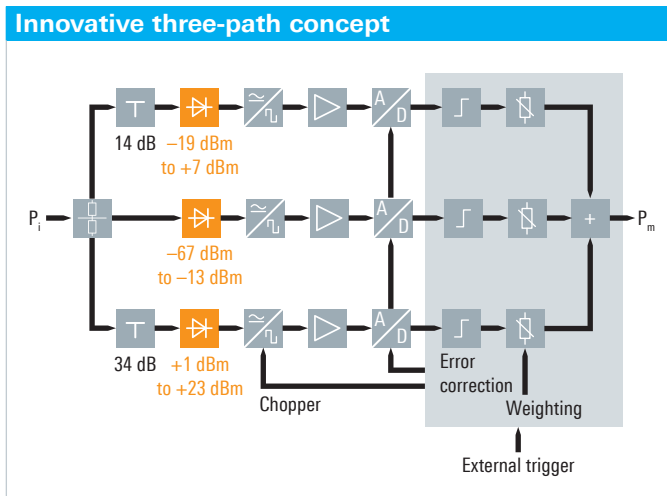 Innovative three-path concept
A
D
14 dB
–19 dBm
to +7 dBm
P i
A
D
+
P m
–67 dBm
to –13 dBm
A
D
34 dB
+1 dBm
to +23 dBm
Chopper
Error
correction
Weighting
External trigger